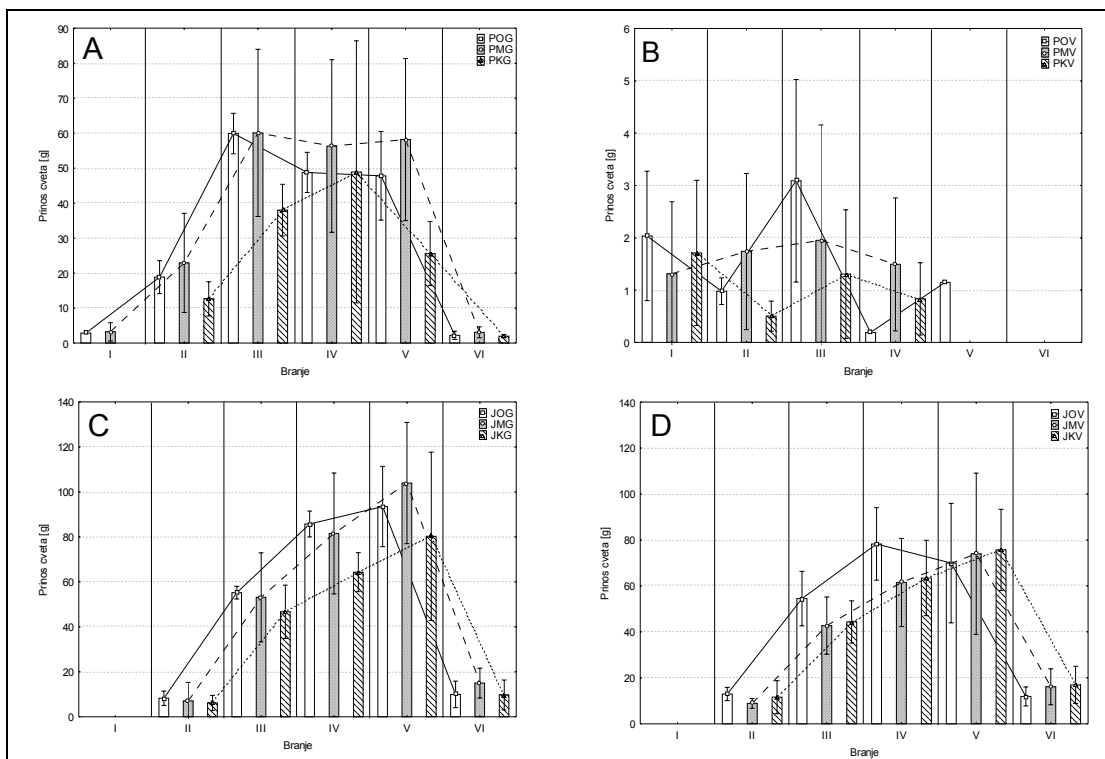 A
POG
PMG
PKG
Prinos cveta [g]
90
80
70
60
50
40
30
20
10
0
I II III IV V VI
Branje
B
POV
PMV
PKV
Prinos cveta [g]
6
5
4
3
2
1
0
I II III IV V VI
Branje
C
JOG
JMG
JKG
Prinos cveta [g]
140
120
100
80
60
40
20
0
I II III IV V VI
Branje
D
JOV
JMV
JKV
Prinos cveta [g]
140
120
100
80
60
40
20
0
I II III IV V VI
Branje